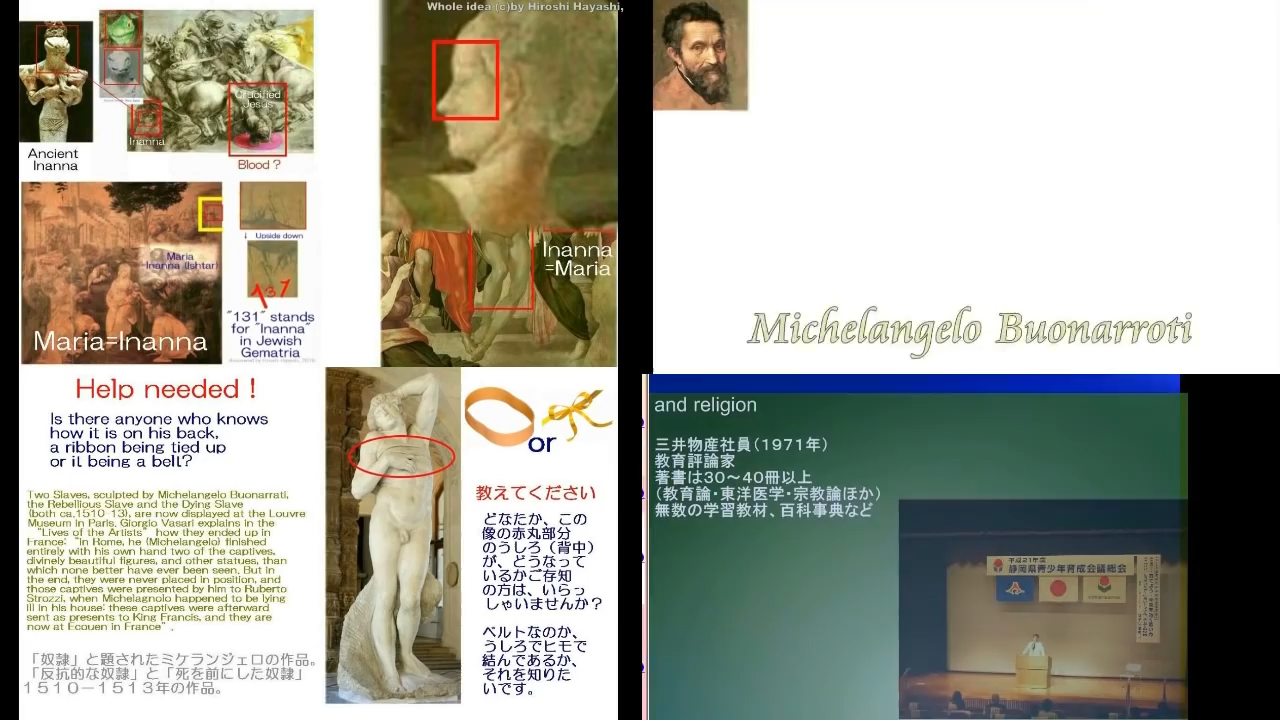 Whole idea (c)by Hiroshi Hayashi,
Crucified
Jesus
Inanna
Ancient
Inanna
Blood ?
Upside down
Maria
Inanna (Ishtar)
"131" stands
for "Inanna"
in Jewish
Gematria
Maria=Inanna
Inanna
=Maria
Michelangelo Buonarroti
Help needed !
Is there anyone who knows
how it is on his back,
a ribbon being tied up
or it being a belt?
or
Two Slaves, sculpted by Michelangelo Buonarrati,
the Rebellious Slave and the Dying Slave
(both ca.1510-13), are now displayed at the Louvre
Museum in Paris. Giorgio Vasari explains in the
"Lives of the Artists" how they ended up in
France: "In Rome, he (Michelangelo) finished
entirely with his own hand two of the captives,
divinely beautiful figures, and other statues, than
which none better have ever been seen. But in
the end, they were never placed in position, and
those captives were presented by him to Ruberto
Strozzi, when Michelagnolo happened to be lying
ill in his house: these captives were afterward
sent as presents to King Francis, and they are
now at Ecouen in France".
「奴隷」と題されたミケランジェロの作品。
「反抗的な奴隷」と「死を前にした奴隷」
１５１０－１５１３年の作品。
教えてください
どなたか、この
像の赤丸部分
のうしろ（背中）
が、どうなって
いるかご存知
の方は、いらっ
しゃいませんか？
ベルトなのか、
うしろでヒモで
結んであるか、
それを知りた
いです。
and religion
三井物産社員（１９７１年）
教育評論家
著書は３０～４０冊以上
（教育論・東洋医学・宗教論ほか）
無数の学習教材、百科事典など
平成21年度
静岡県青少年育成会議総会